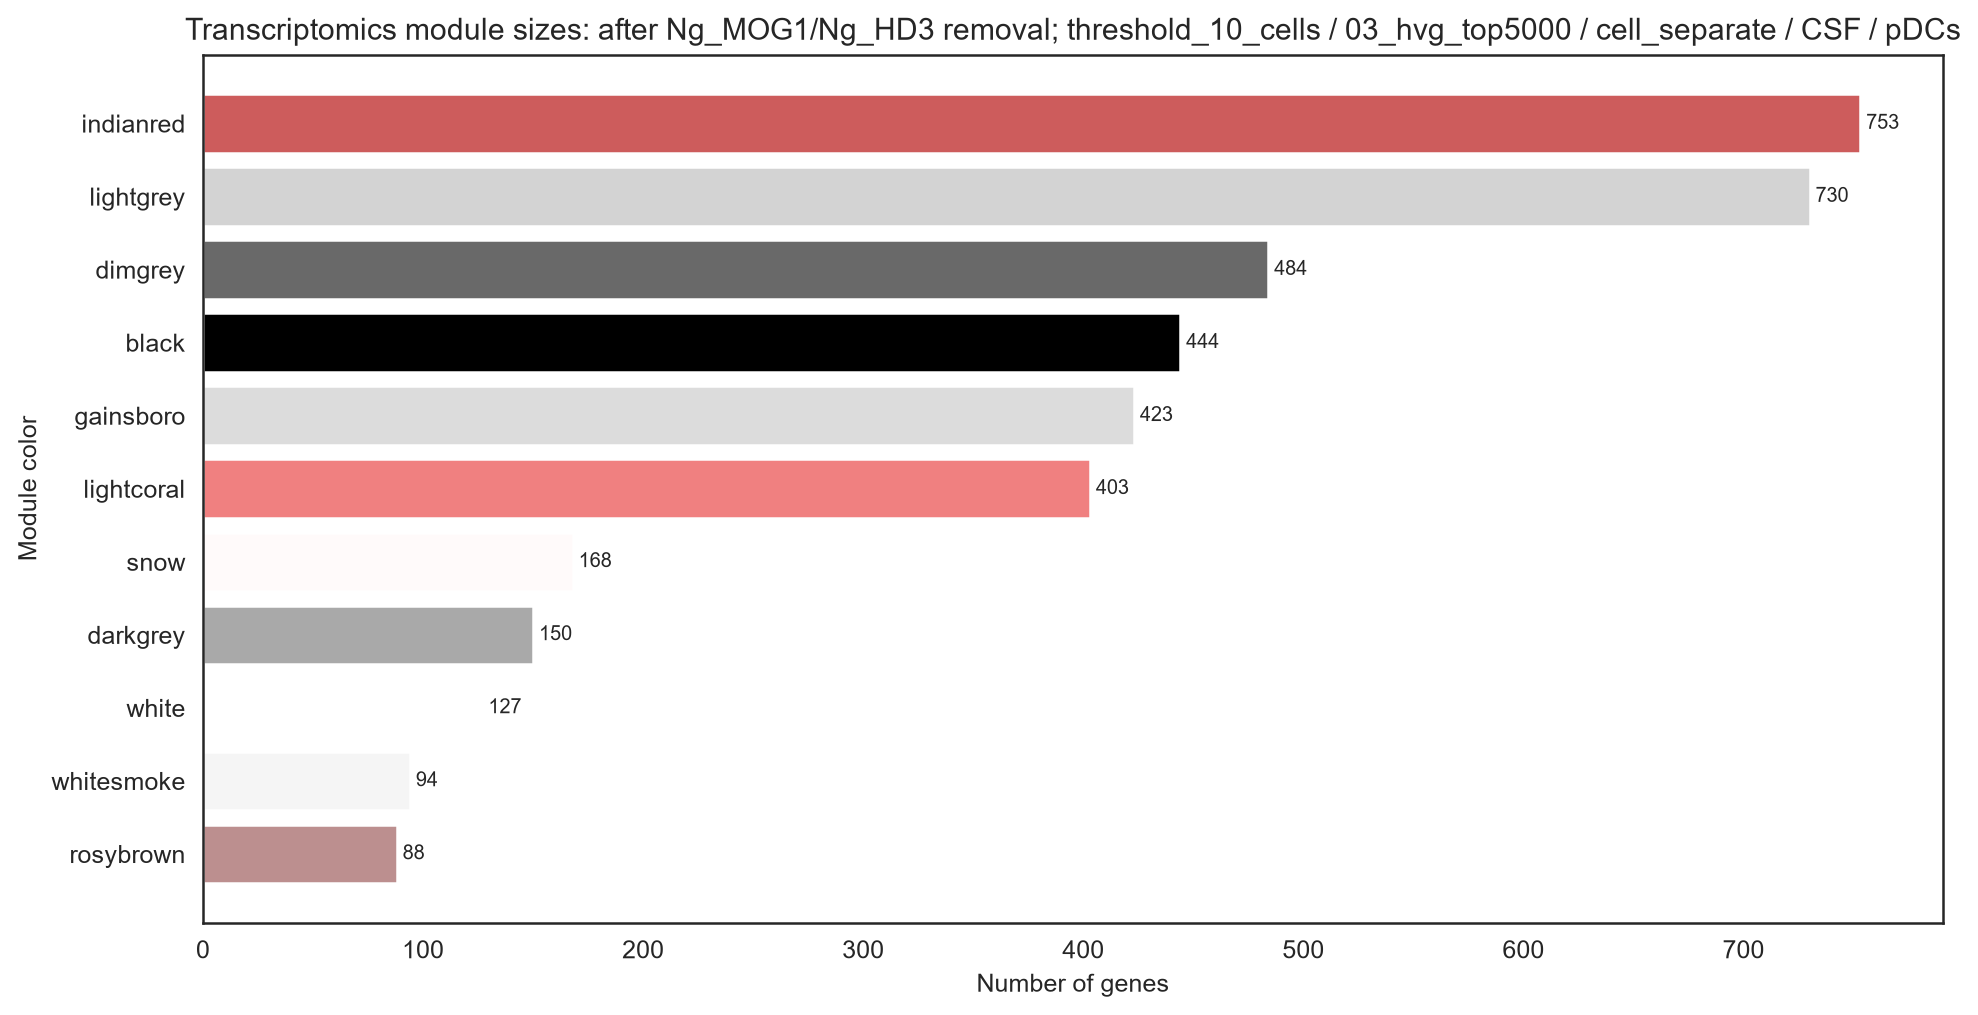 Transcriptomics module sizes: after Ng_MOG1/Ng_HD3 removal; threshold_10_cells / 03_hvg_top5000 / cell_separate / CSF / pDCs
Module color
indianred 753
lightgrey 730
dimgrey 484
black 444
gainsboro 423
lightcoral 403
snow 168
darkgrey 150
white 127
whitesmoke 94
rosybrown 88
0 100 200 300 400 500 600 700
Number of genes